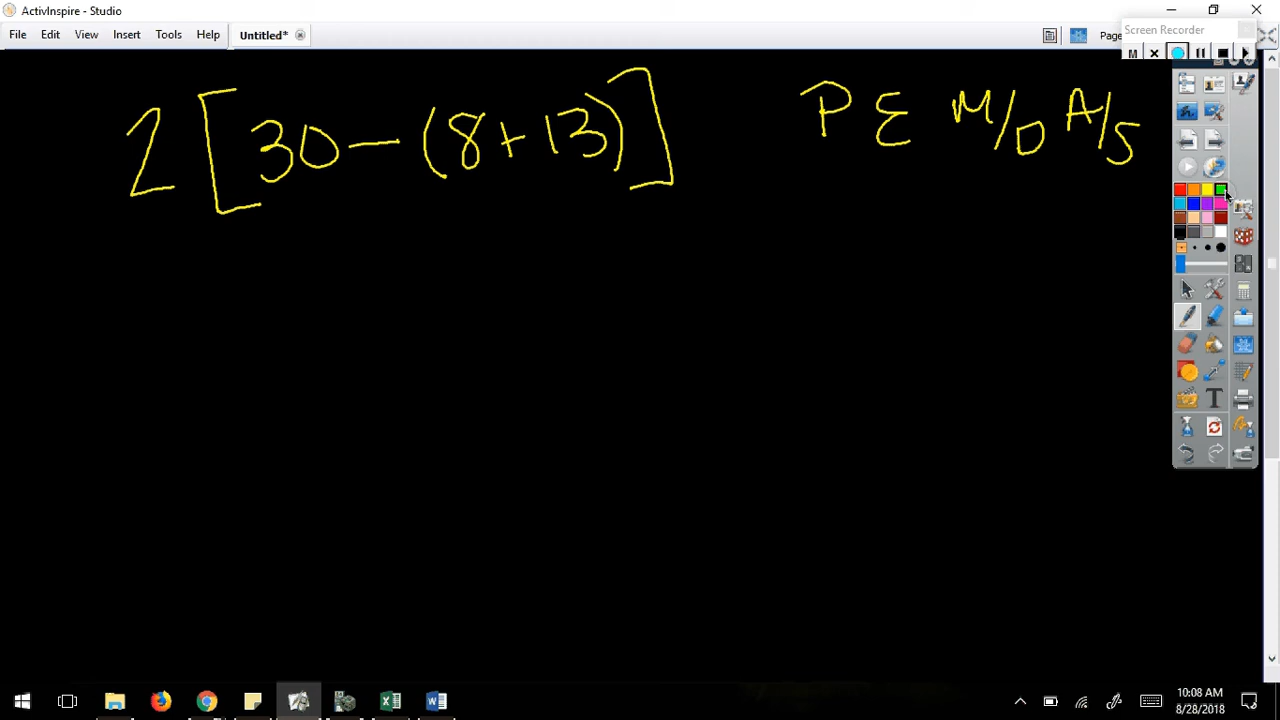 ActivInspire - Studio
File Edit View Insert Tools Help Untitled* Page
Screen Recorder
M
2 [30 - (8+13)] P E M/D A/S
T
10:08 AM
8/28/2018